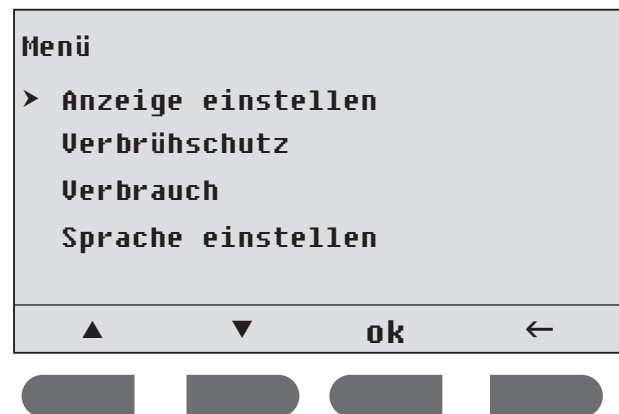 Menü
➤ Anzeige einstellen
Verbrühschutz
Verbrauch
Sprache einstellen
▲ ▼ ok ←